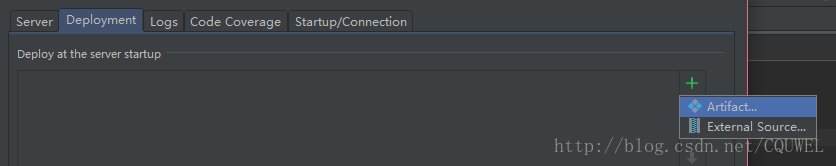 Server Deployment Logs Code Coverage Startup/Connection
Deploy at the server startup
Artifact...
External Source...
http://blog.csdn.net/CQUWEL